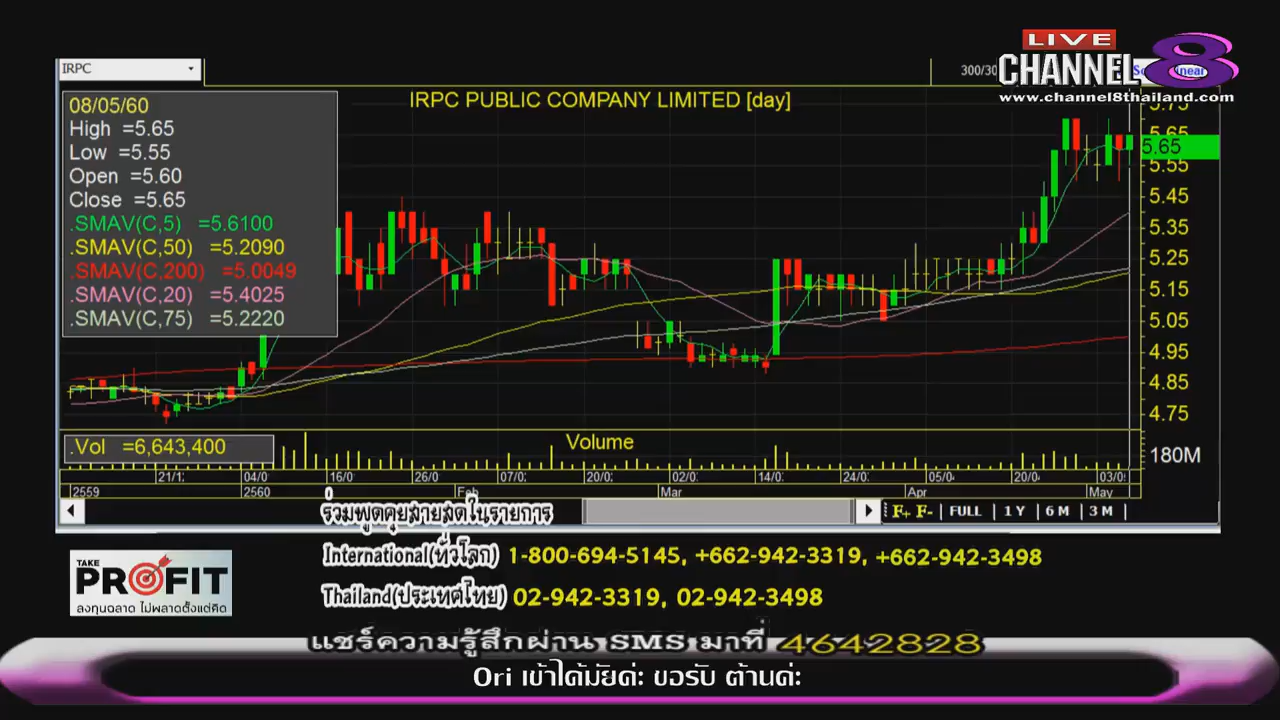 LIVE
CHANNEL 8
www.channel8thailand.com
IRPC
300/30
IRPC PUBLIC COMPANY LIMITED [day]
08/05/60
High =5.65
Low =5.55
Open =5.60
Close =5.65
.SMAV(C,5) =5.6100
.SMAV(C,50) =5.2090
.SMAV(C,200) =5.0049
.SMAV(C,20) =5.4025
.SMAV(C,75) =5.2220
5.75
5.65
5.65
5.55
5.45
5.35
5.25
5.15
5.05
4.95
4.85
4.75
.Vol =6,643,400
Volume
180M
21/1: 04/0 16/0 26/0 07/0: 20/0: 02/0: 14/0: 24/0: 05/0 20/0 03/0
2559 2560 Feb Mar Apr May
F+ F- | FULL | 1 Y | 6 M | 3 M |
รวมพูดคุยสายสดในรายการ
International(ทั่วโลก) 1-800-694-5145, +662-942-3319, +662-942-3498
Thailand(ประเทศไทย) 02-942-3319, 02-942-3498
TAKE
PROFIT
ลงทุนฉลาด ไม่พลาดตั้งแต่คิด
แชร์ความรู้สึกผ่าน SMS มาที่ 4642828
Ori เข้าได้มัยค่ะ ขอรับ ต้านค่ะ